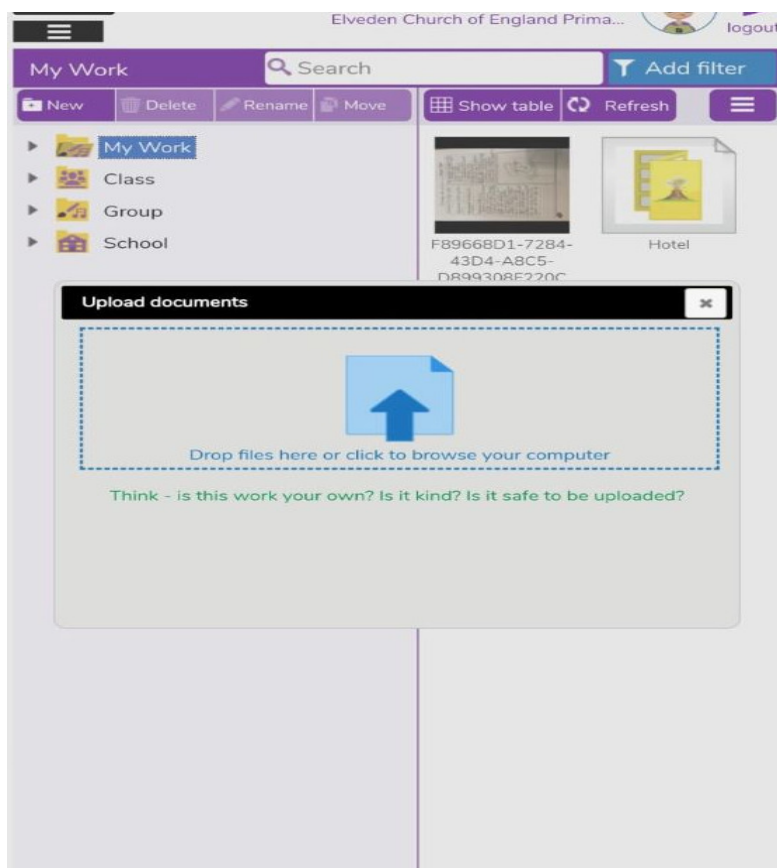 Elveden Church of England Prima...
logout
My Work
Search
Add filter
New
Delete
Rename
Move
Show table
Refresh
My Work
Class
Group
School
F89668D1-7284-
43D4-A8C5-
D899308F220C
Hotel
Upload documents
Drop files here or click to browse your computer
Think - is this work your own? Is it kind? Is it safe to be uploaded?